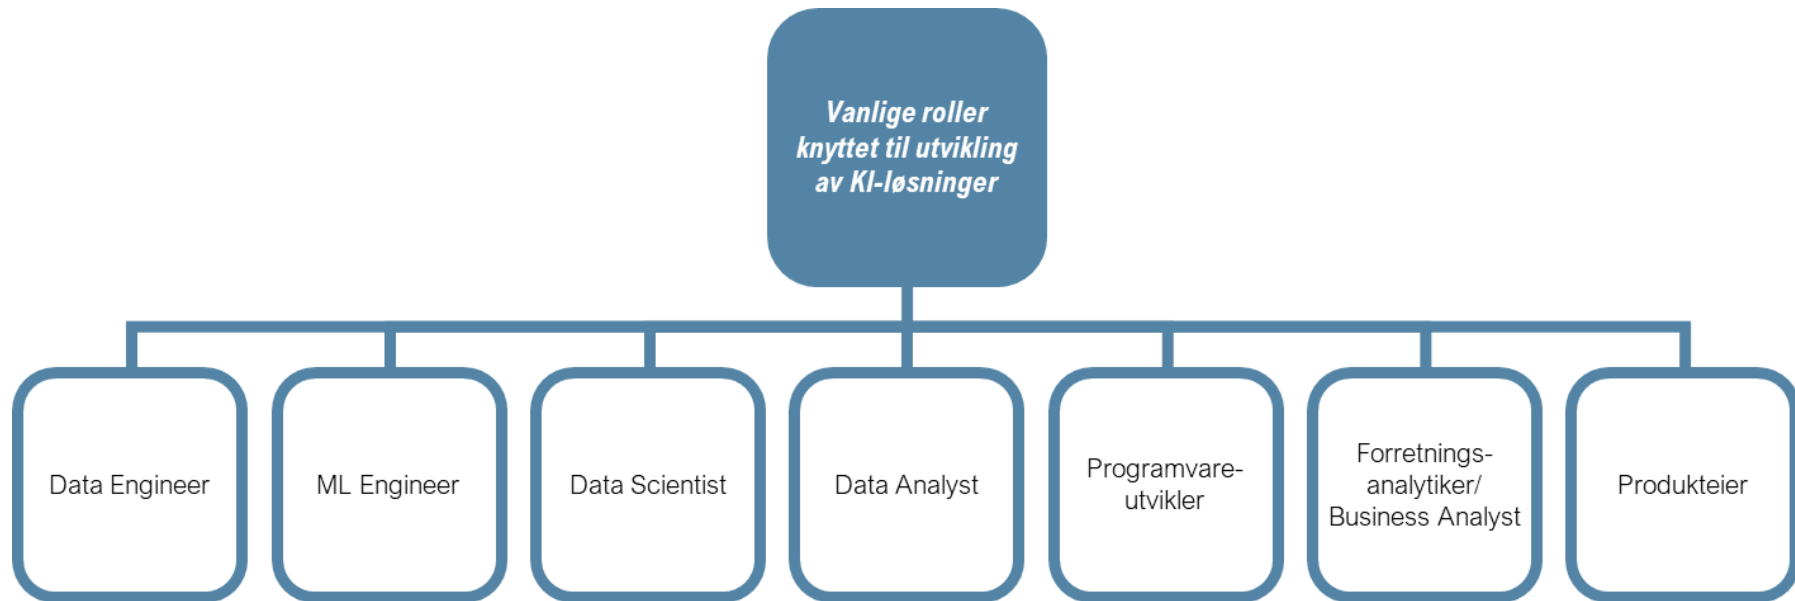 Vanlige roller
knyttet til utvikling
av KI-løsninger
Data Engineer
ML Engineer
Data Scientist
Data Analyst
Programvare-
utvikler
Forretnings-
analytiker/
Business Analyst
Produkteier